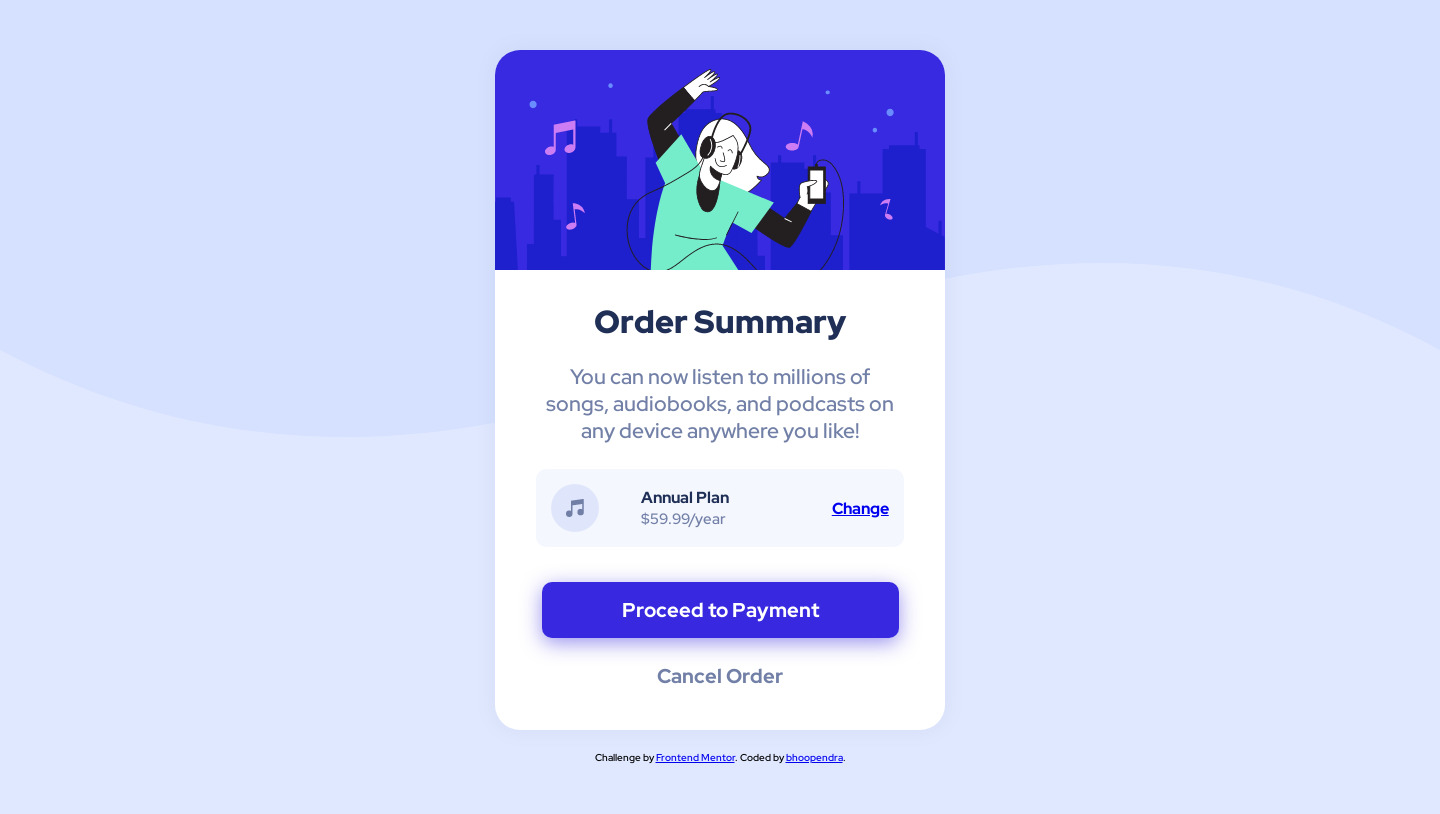 Order Summary
You can now listen to millions of
songs, audiobooks, and podcasts on
any device anywhere you like!
Annual Plan
$59.99/year
Change
Proceed to Payment
Cancel Order
Challenge by Frontend Mentor. Coded by bhoopendra.